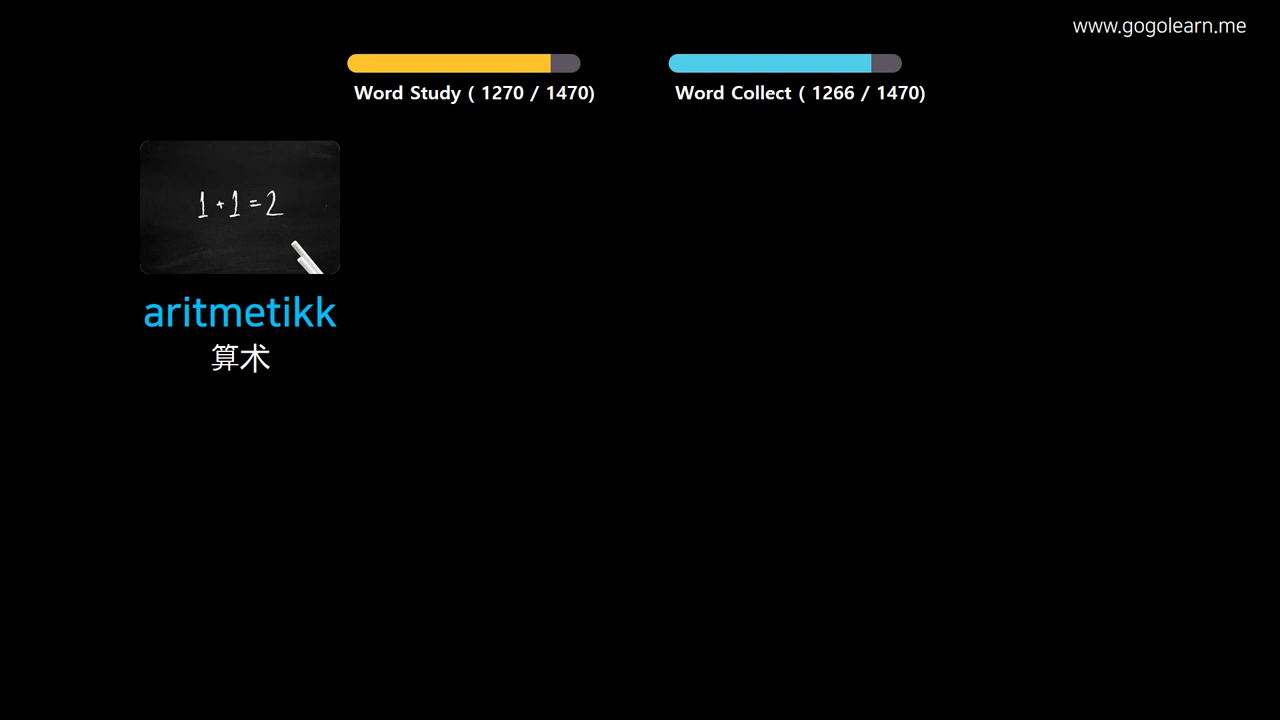 www.gogolearn.me
Word Study ( 1270 / 1470)
Word Collect ( 1266 / 1470)
1+1=2
aritmetikk
算术